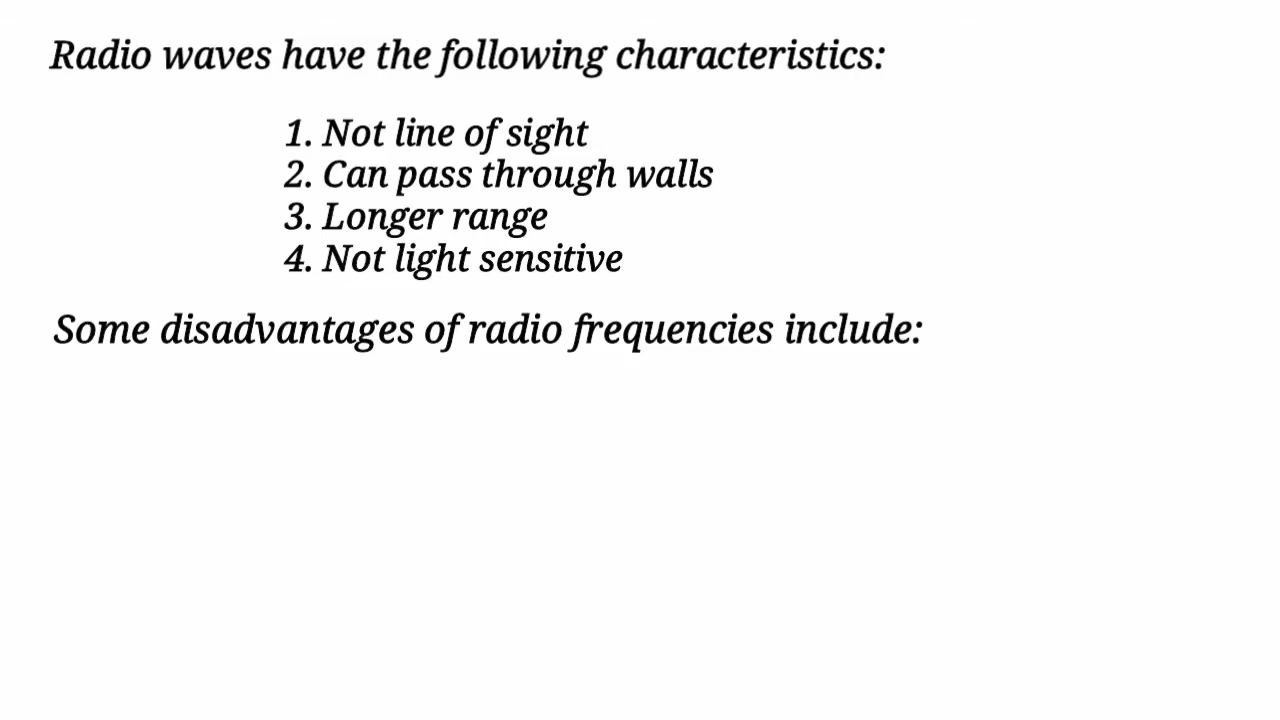 Radio waves have the following characteristics:
1. Not line of sight
2. Can pass through walls
3. Longer range
4. Not light sensitive
Some disadvantages of radio frequencies include: